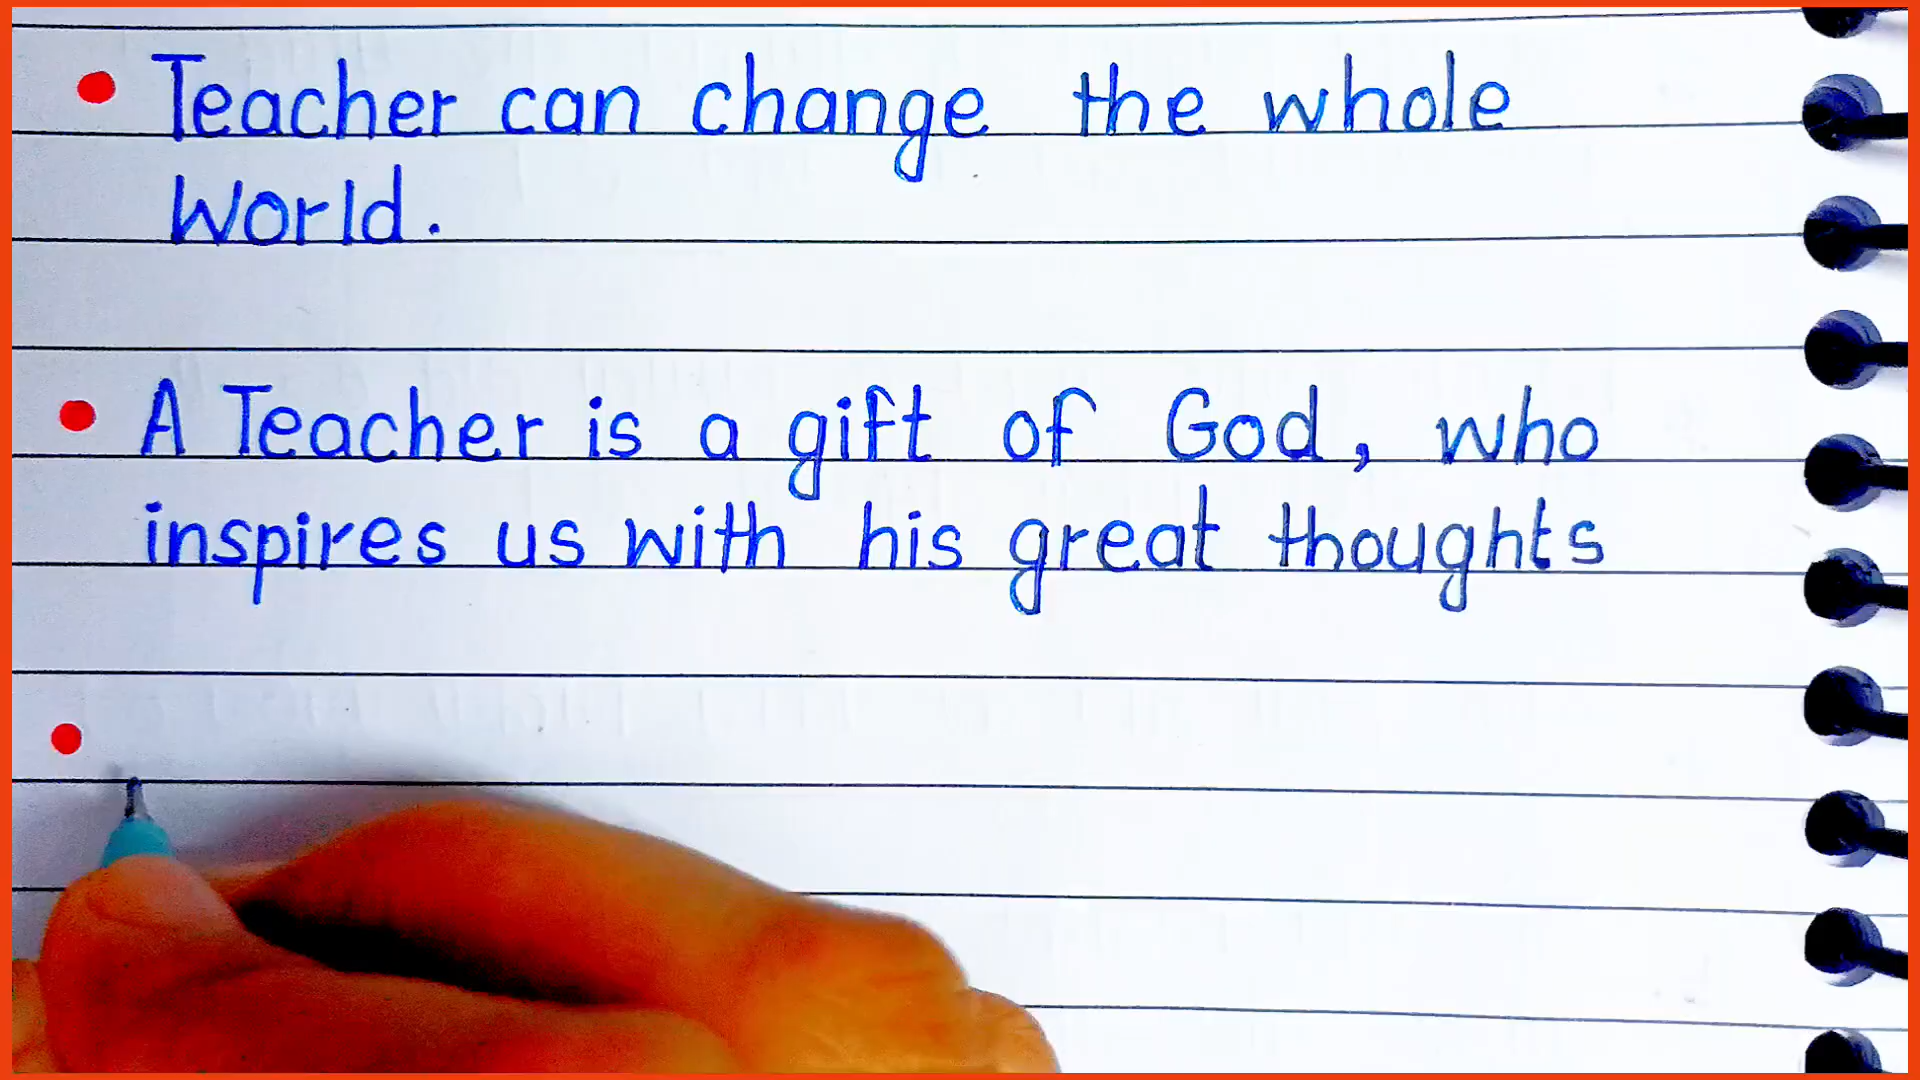 • Teacher can change the whole
World.
• A Teacher is a gift of God, who
inspires us with his great thoughts
•